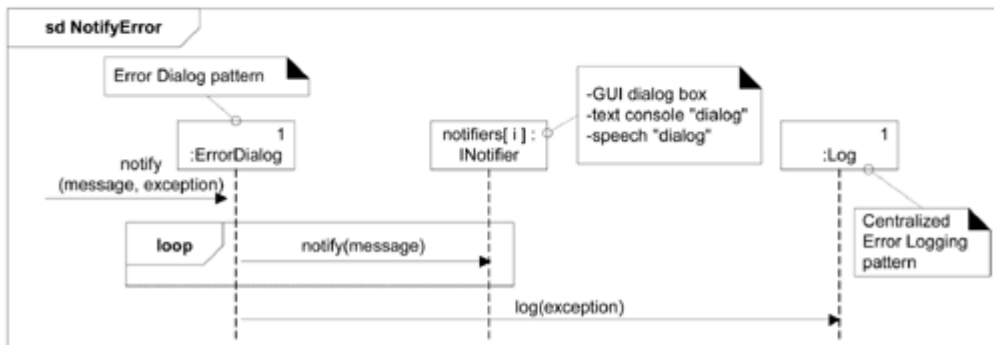 sd NotifyError
Error Dialog pattern
-GUI dialog box
-text console "dialog"
-speech "dialog"
1
:ErrorDialog
notifiers[ i ] :
INotifier
1
:Log
notify
(message, exception)
Centralized
Error Logging
pattern
loop
notify(message)
log(exception)